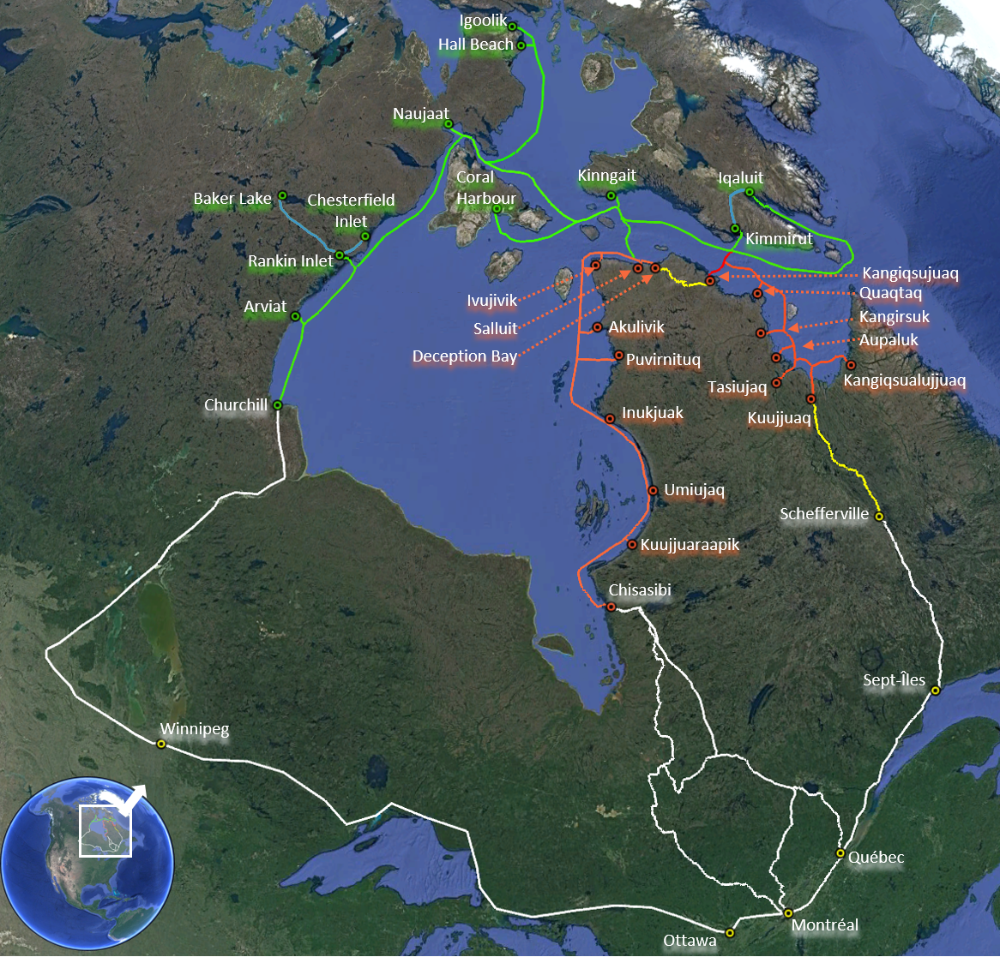 Igoolik
Hall Beach
Naujaat
Coral
Harbour
Kinngait
Iqaluit
Baker Lake
Chesterfield
Inlet
Kimmirut
Rankin Inlet
Kangiqsujuaq
Quaqtaq
Ivujivik
Arviat
Kangirsuk
Salluit
Akulivik
Aupaluk
Deception Bay
Puvirnituq
Kangiqsualujjuaq
Tasiujaq
Churchill
Inukjuak
Kuujjuaq
Umiujaq
Schefferville
Kuujjuaraapik
Chisasibi
Sept-Îles
Winnipeg
Québec
Montréal
Ottawa